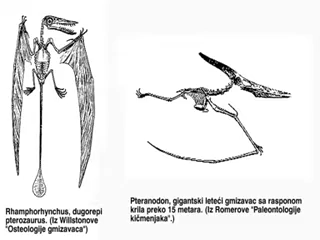 Rhamphorhynchus, dugorepi
pterozaurus. (Iz Willstonove
"Osteologije gmizavaca")
Pteranodon, gigantski leteći gmizavac sa rasponom
krila preko 15 metara. (Iz Romerove "Paleontologije
kičmenjaka".)